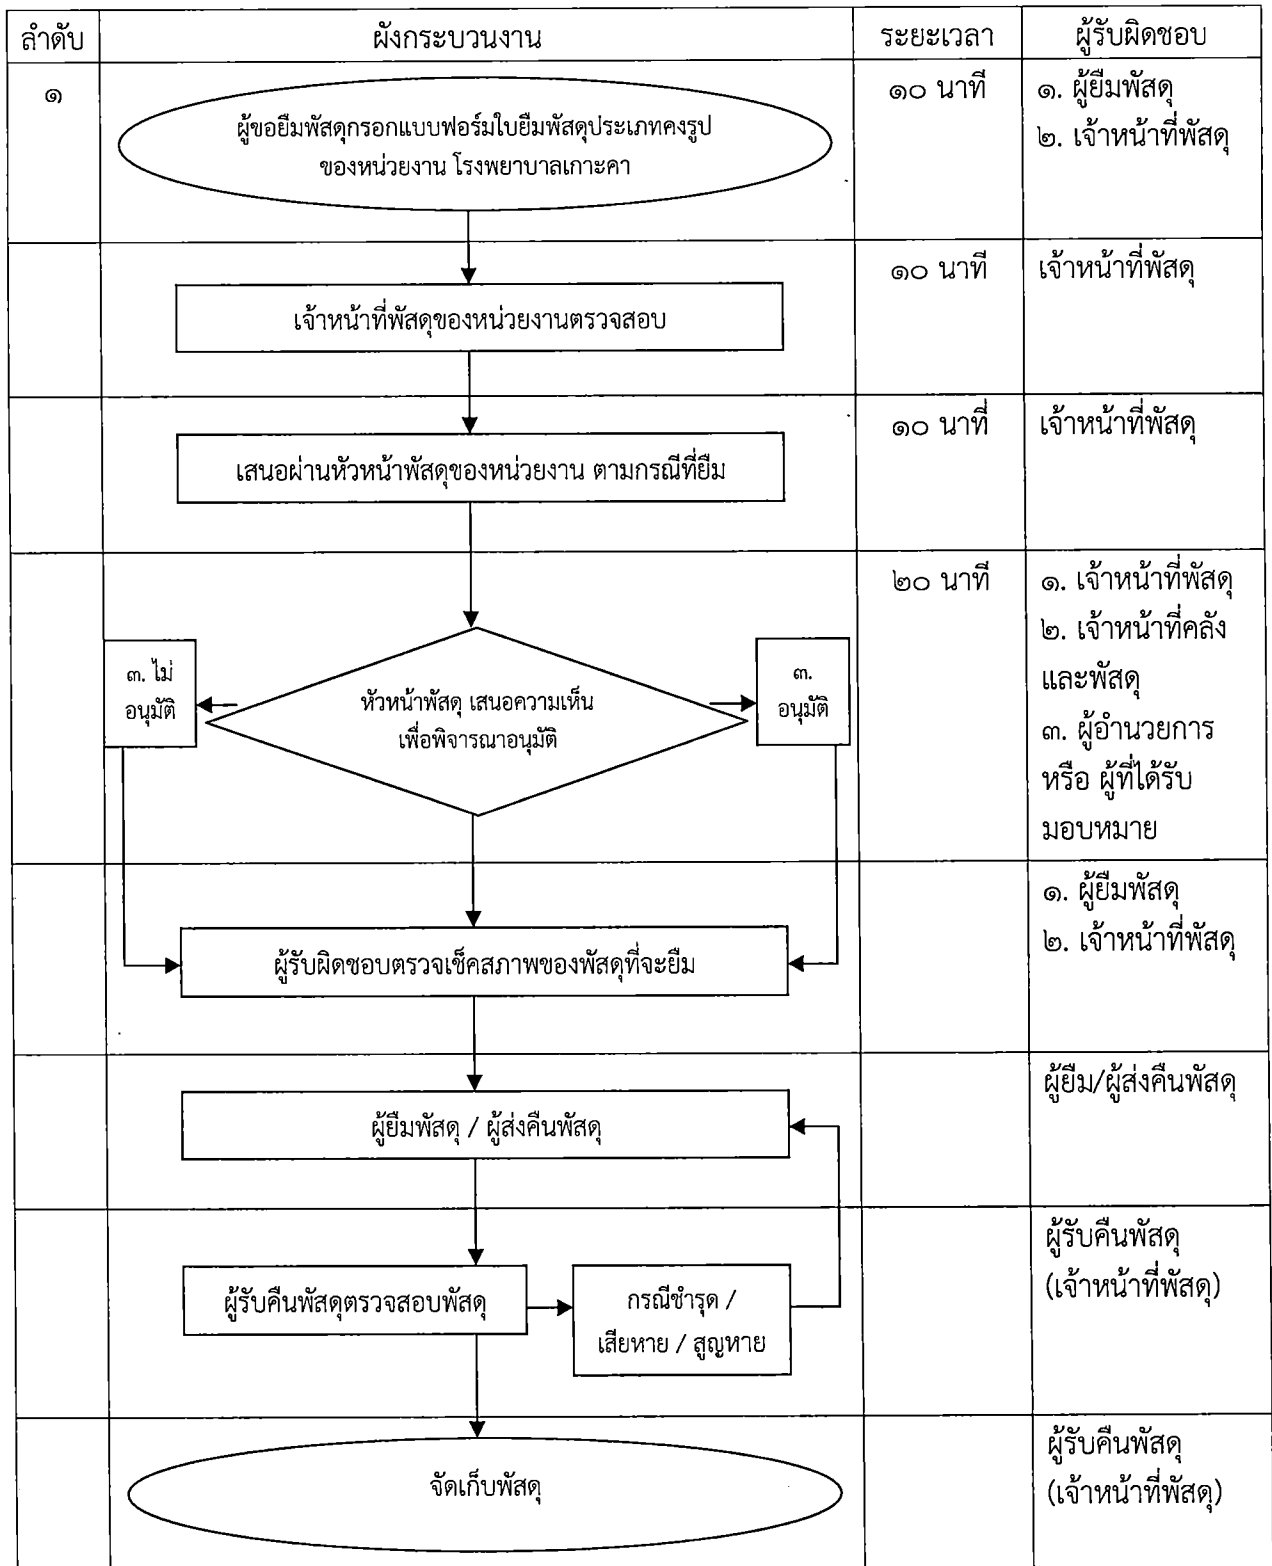 ลำดับ ผังกระบวนงาน ระยะเวลา ผู้รับผิดชอบ
๑ ผู้ขอยืมพัสดุกรอกแบบฟอร์มใบยืมพัสดุประเภทคงรูป ๑๐ นาที ๑. ผู้ยืมพัสดุ
ของหน่วยงาน โรงพยาบาลเกาะคา ๒. เจ้าหน้าที่พัสดุ
๑๐ นาที เจ้าหน้าที่พัสดุ
เจ้าหน้าที่พัสดุของหน่วยงานตรวจสอบ
๑๐ นาที เจ้าหน้าที่พัสดุ
เสนอผ่านหัวหน้าพัสดุของหน่วยงาน ตามกรณีที่ยืม
๒๐ นาที ๑. เจ้าหน้าที่พัสดุ
๒. เจ้าหน้าที่คลัง
และพัสดุ
๓. ผู้อำนวยการ
หรือ ผู้ที่ได้รับ
มอบหมาย
๓. ไม่
อนุมัติ
หัวหน้าพัสดุ เสนอความเห็น
เพื่อพิจารณาอนุมัติ
๓.
อนุมัติ
๑. ผู้ยืมพัสดุ
๒. เจ้าหน้าที่พัสดุ
ผู้รับผิดชอบตรวจเช็คสภาพของพัสดุที่จะยืม
ผู้ยืม/ผู้ส่งคืนพัสดุ
ผู้ยืมพัสดุ / ผู้ส่งคืนพัสดุ
ผู้รับคืนพัสดุ
(เจ้าหน้าที่พัสดุ)
ผู้รับคืนพัสดุตรวจสอบพัสดุ
กรณีชำรุด /
เสียหาย / สูญหาย
ผู้รับคืนพัสดุ
(เจ้าหน้าที่พัสดุ)
จัดเก็บพัสดุ